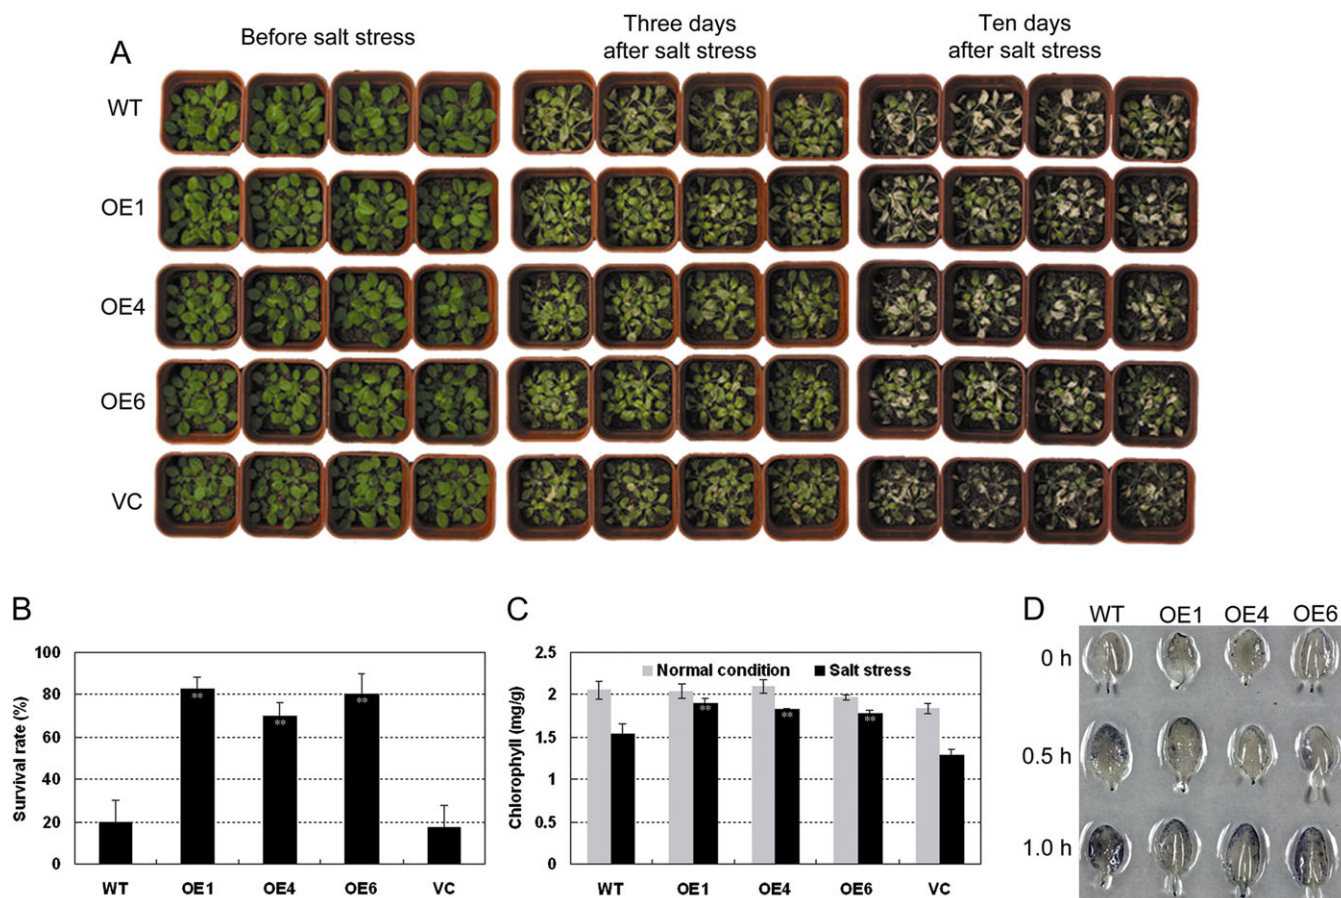 A
Before salt stress
Three days
after salt stress
Ten days
after salt stress
WT
OE1
OE4
OE6
VC
B
100
80
60
40
20
0
Survival rate (%)
**
**
**
WT
OE1
OE4
OE6
VC
C
2.5
2
1.5
1
0.5
0
Chlorophyll (mg/g)
Normal condition
Salt stress
**
**
**
WT
OE1
OE4
OE6
VC
D
WT
OE1
OE4
OE6
0 h
0.5 h
1.0 h